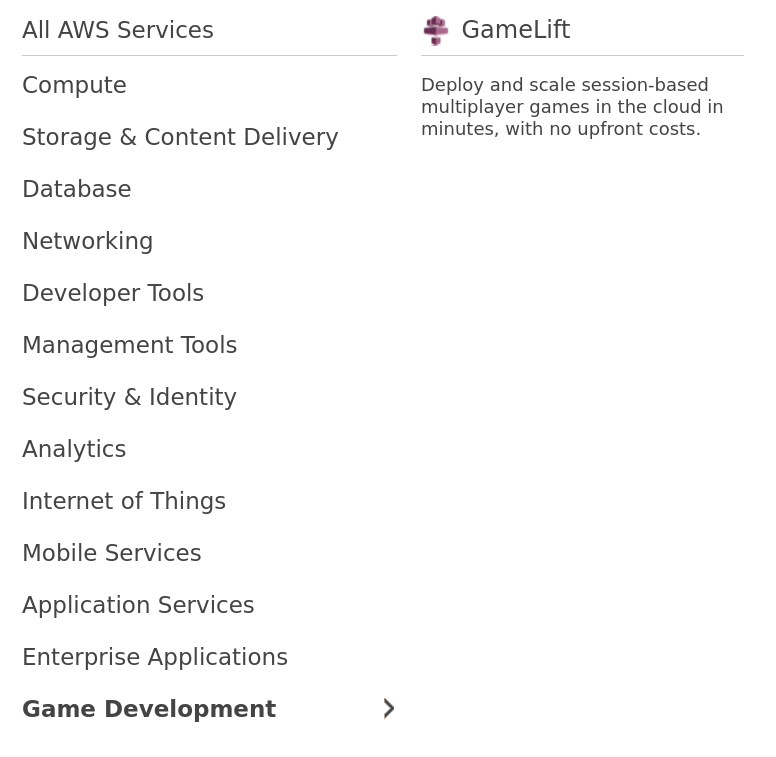 All AWS Services
Compute
Storage & Content Delivery
Database
Networking
Developer Tools
Management Tools
Security & Identity
Analytics
Internet of Things
Mobile Services
Application Services
Enterprise Applications
Game Development
GameLift
Deploy and scale session-based
multiplayer games in the cloud in
minutes, with no upfront costs.